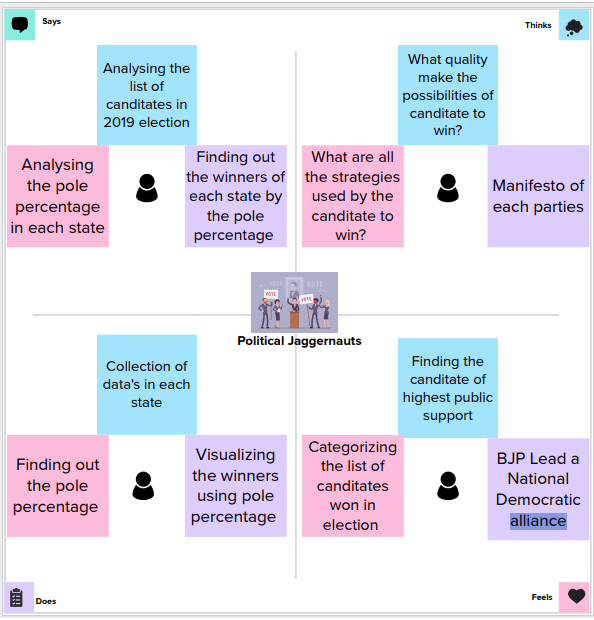 Says
Thinks
Analysing the
list of
canditates in
2019 election
What quality
make the
possibilities of
canditate to
win?
Analysing
the pole
percentage
in each state
Finding out
the winners of
each state by
the pole
percentage
What are all
the strategies
used by the
canditate to
win?
Manifesto of
each parties
VOTE
VOTE
VOTE
VOTE
Political Jaggernauts
Collection of
data's in each
state
Finding the
canditate of
highest public
support
Finding out
the pole
percentage
Visualizing
the winners
using pole
percentage
Categorizing
the list of
canditates
won in
election
BJP Lead a
National
Democratic
alliance
Does
Feels